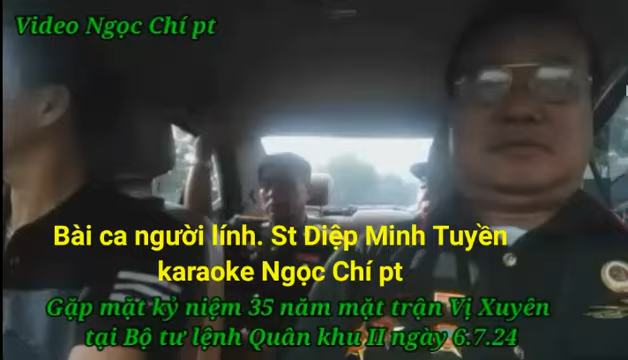 Video Ngọc Chí pt
Bài ca người lính. St Diệp Minh Tuyền
karaoke Ngọc Chí pt
Gặp mặt kỷ niệm 35 năm mặt trận Vị Xuyên
tại Bộ tư lệnh Quân khu II ngày 6.7.24